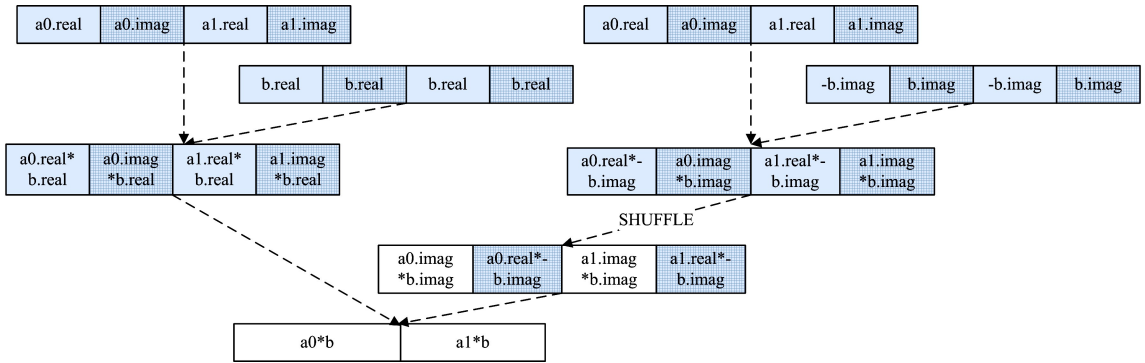 a0.real a0.imag a1.real a1.imag
a0.real a0.imag a1.real a1.imag
b.real b.real b.real b.real
-b.imag b.imag -b.imag b.imag
a0.real* a0.imag a1.real* a1.imag
b.real *b.real b.real *b.real
a0.real*- a0.imag a1.real*- a1.imag
b.imag *b.imag b.imag *b.imag
SHUFFLE
a0.imag a0.real*- a1.imag a1.real*-
*b.imag b.imag *b.imag b.imag
a0*b a1*b